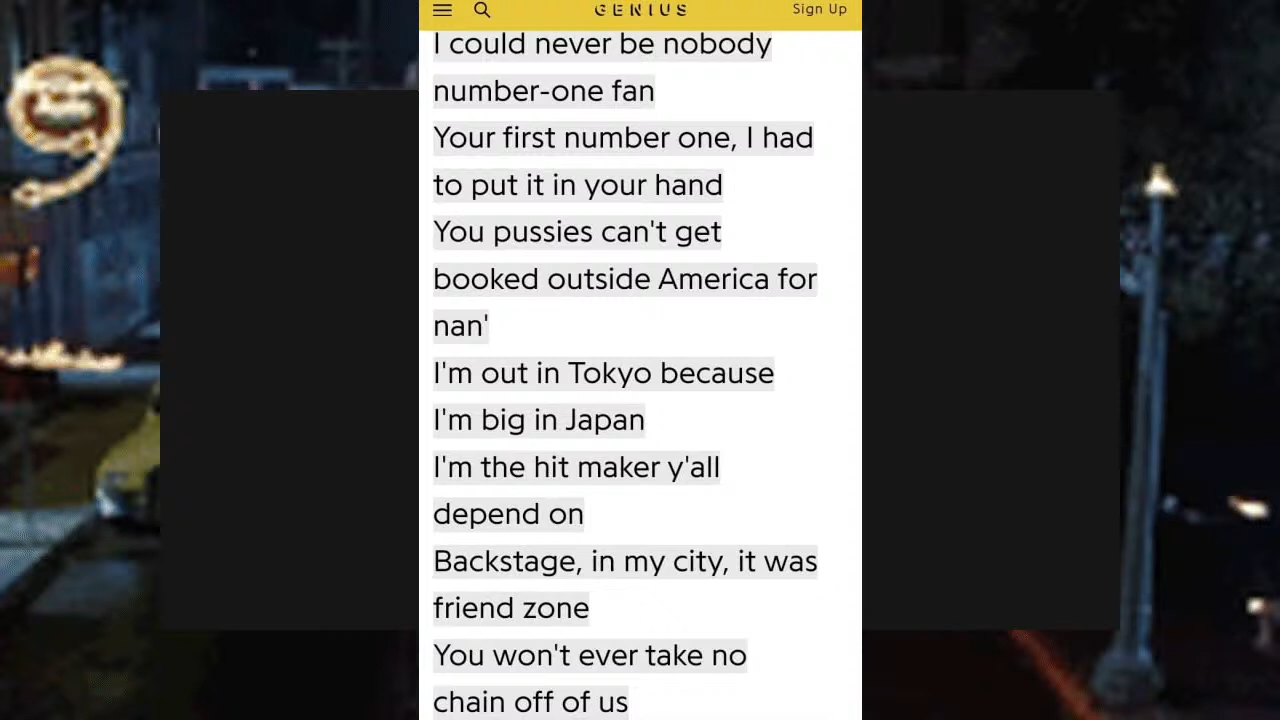 GENIUS
Sign Up
I could never be nobody
number-one fan
Your first number one, I had
to put it in your hand
You pussies can't get
booked outside America for
nan'
I'm out in Tokyo because
I'm big in Japan
I'm the hit maker y'all
depend on
Backstage, in my city, it was
friend zone
You won't ever take no
chain off of us